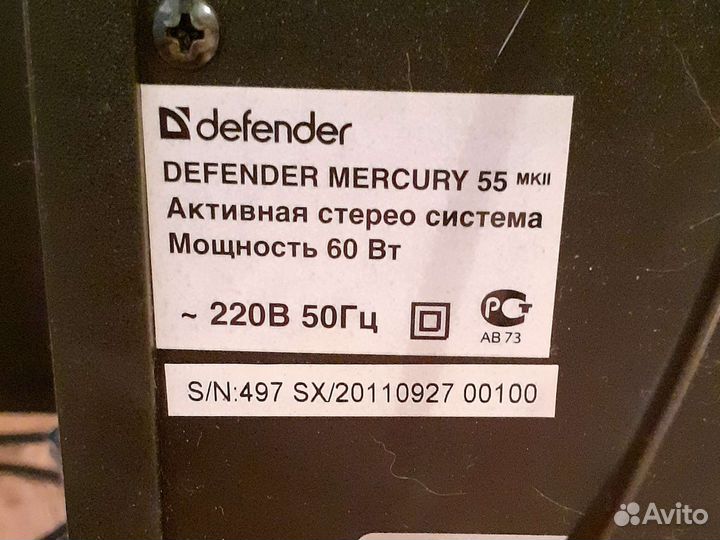 defender
DEFENDER MERCURY 55 MKII
Активная стерео система
Мощность 60 Вт
~ 220В 50Гц
РСТ
АВ 73
S/N:497 SX/20110927 00100
Avito